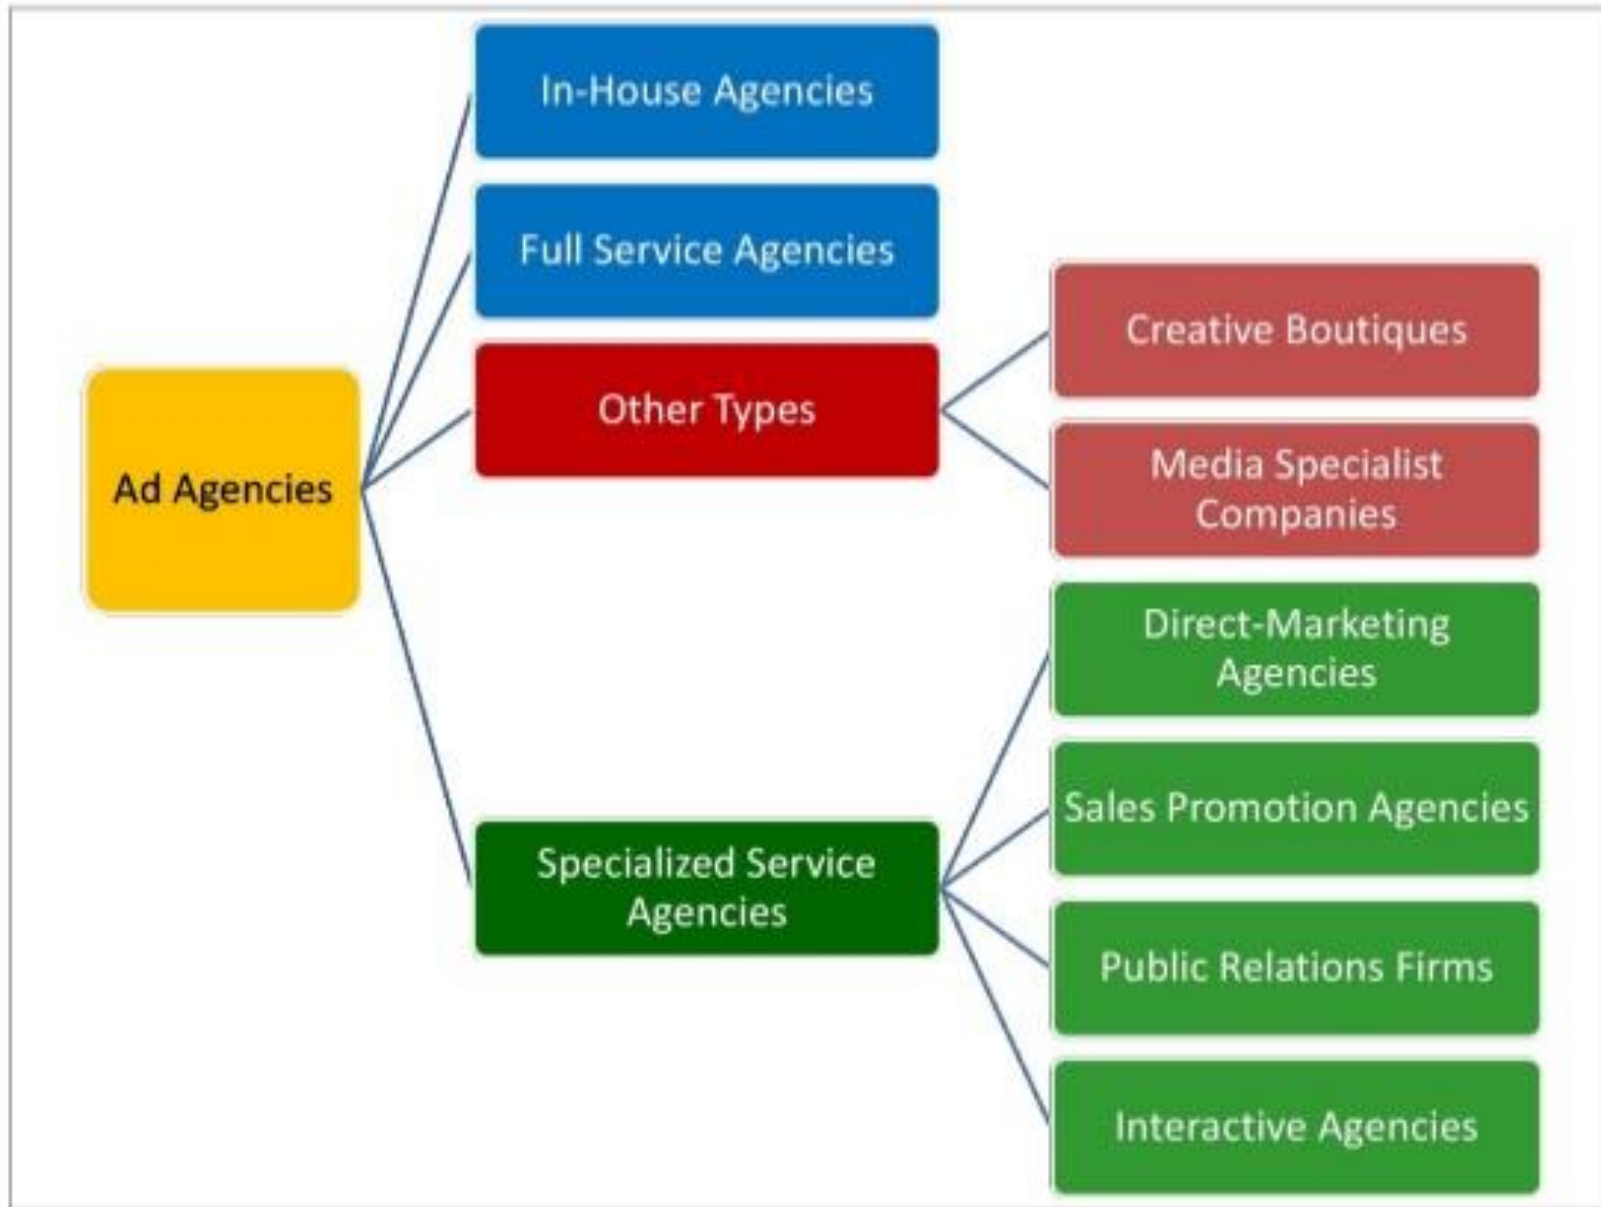 Ad Agencies
In-House Agencies
Full Service Agencies
Other Types
Creative Boutiques
Media Specialist
Companies
Specialized Service
Agencies
Direct-Marketing
Agencies
Sales Promotion Agencies
Public Relations Firms
Interactive Agencies